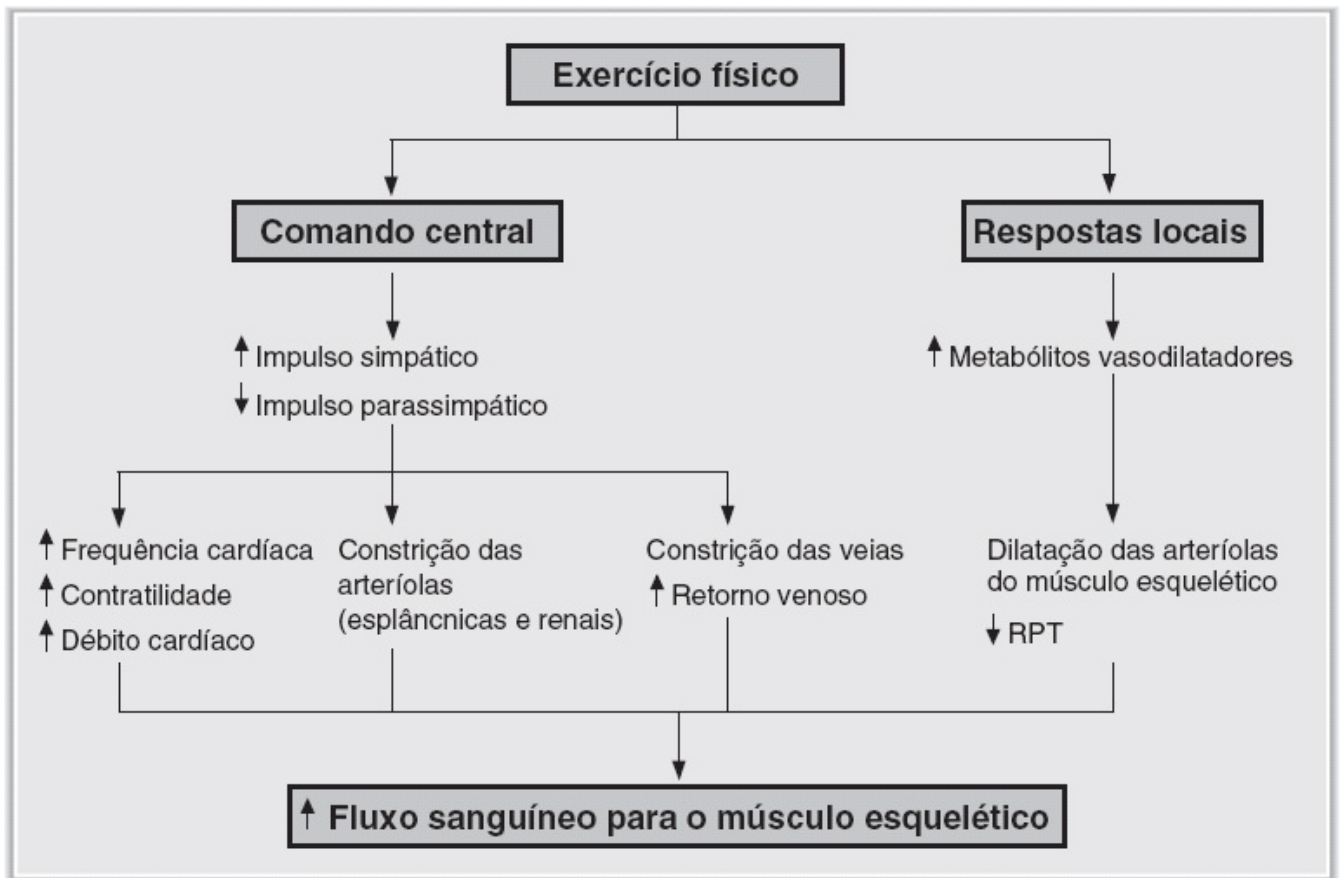 Exercício físico
Comando central
Respostas locais
↑ Impulso simpático
↓ Impulso parassimpático
↑ Metabólitos vasodilatadores
↑ Frequência cardíaca
↑ Contratilidade
↑ Débito cardíaco
Constrição das
arteríolas
(esplâncnicas e renais)
Constrição das veias
↑ Retorno venoso
Dilatação das arteríolas
do músculo esquelético
↓ RPT
↑ Fluxo sanguíneo para o músculo esquelético